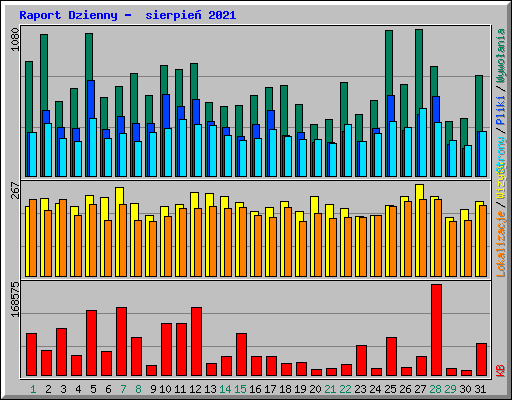 Raport Dzienny -  sierpień 2021
1080
267
168575
Lokalizacje / Wizyty / Strony / Pliki / Wywołania
KB
1 2 3 4 5 6 7 8 9 10 11 12 13 14 15 16 17 18 19 20 21 22 23 24 25 26 27 28 29 30 31